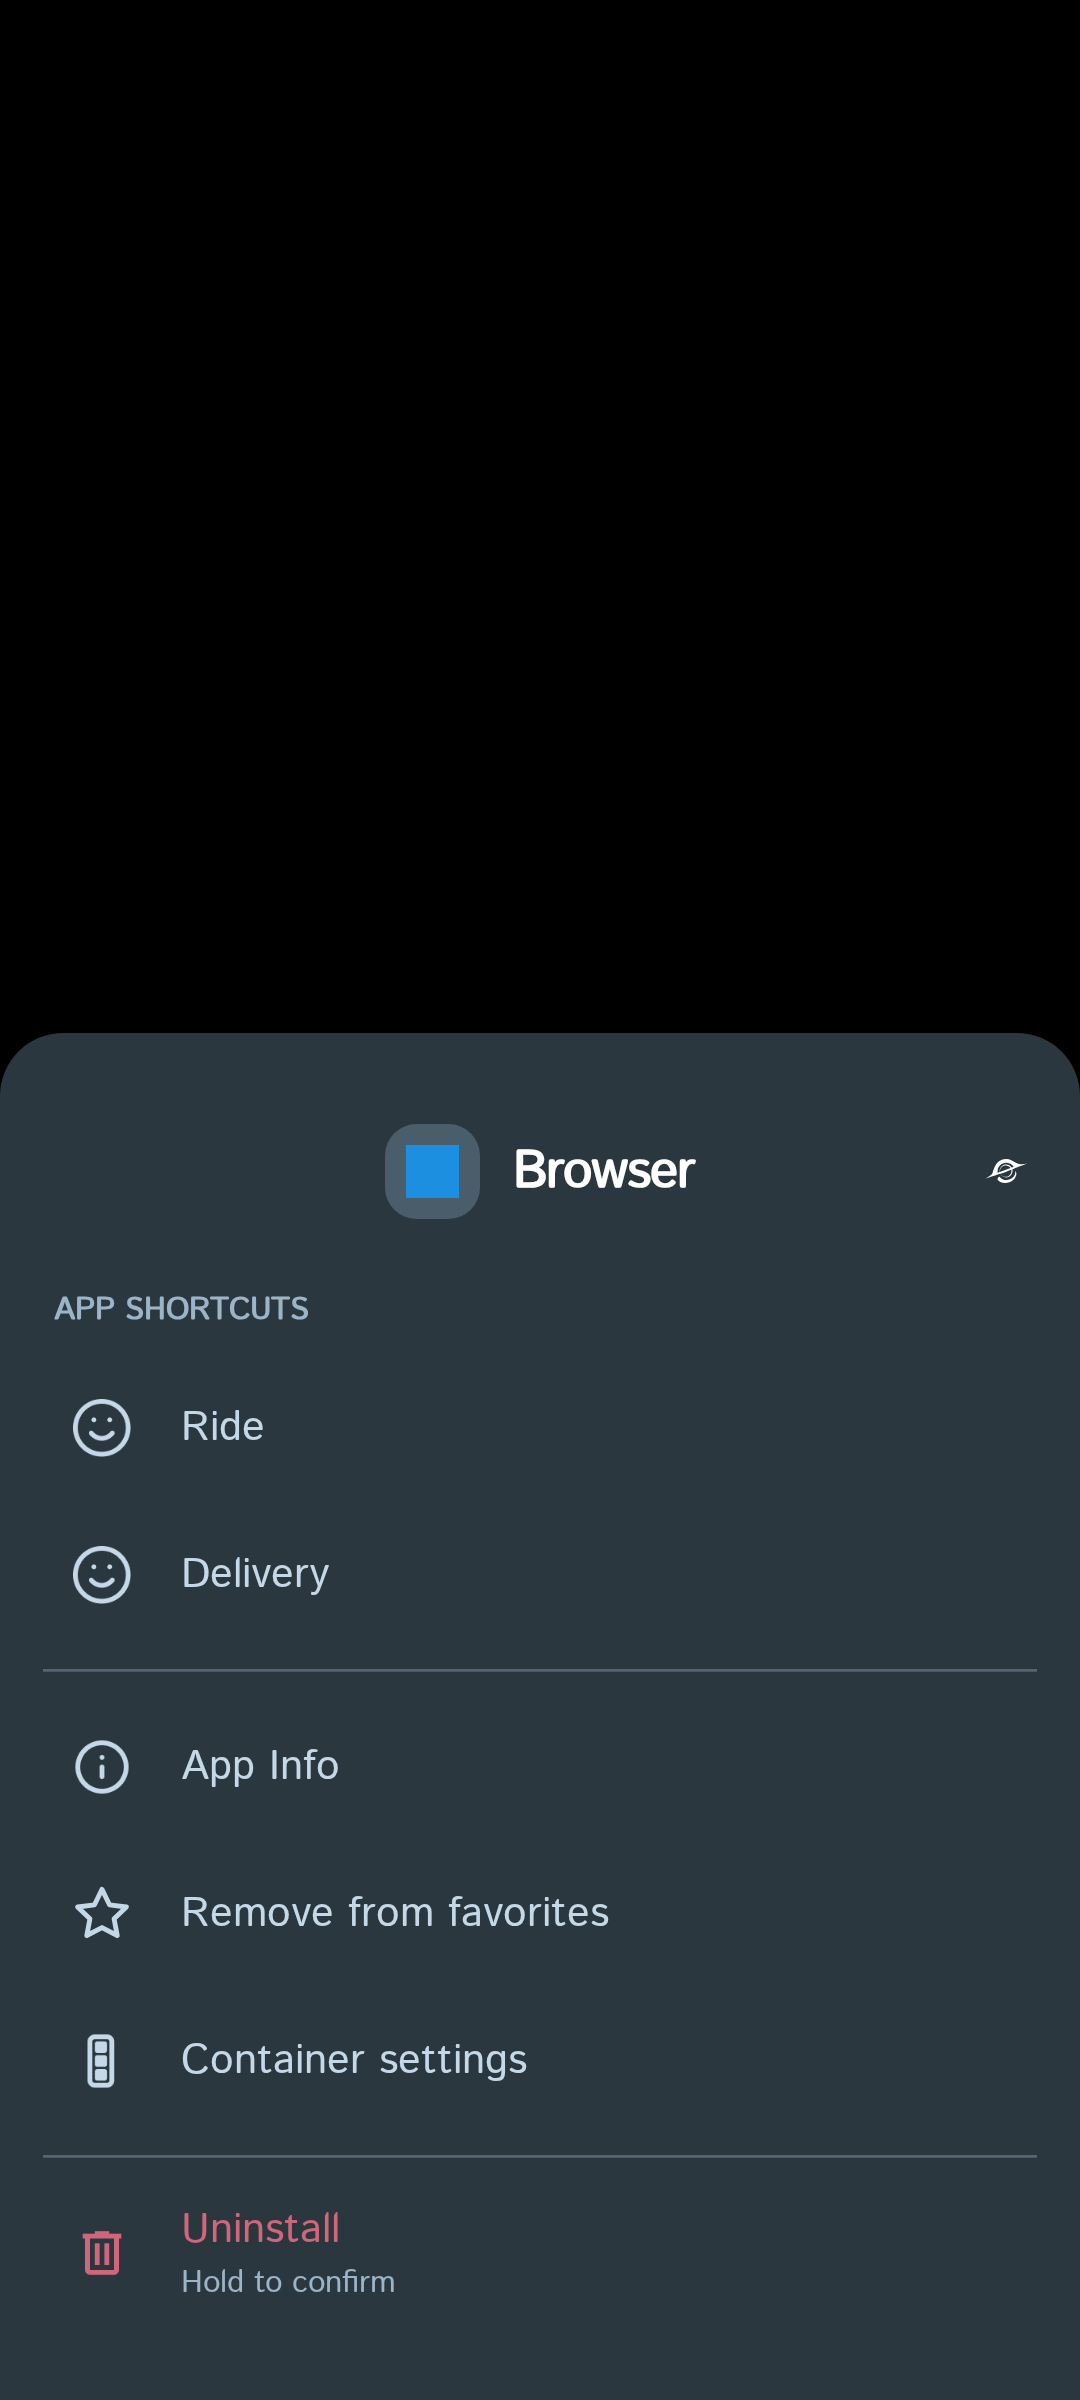 Browser
APP SHORTCUTS
Ride
Delivery
App Info
Remove from favorites
Container settings
Uninstall
Hold to confirm